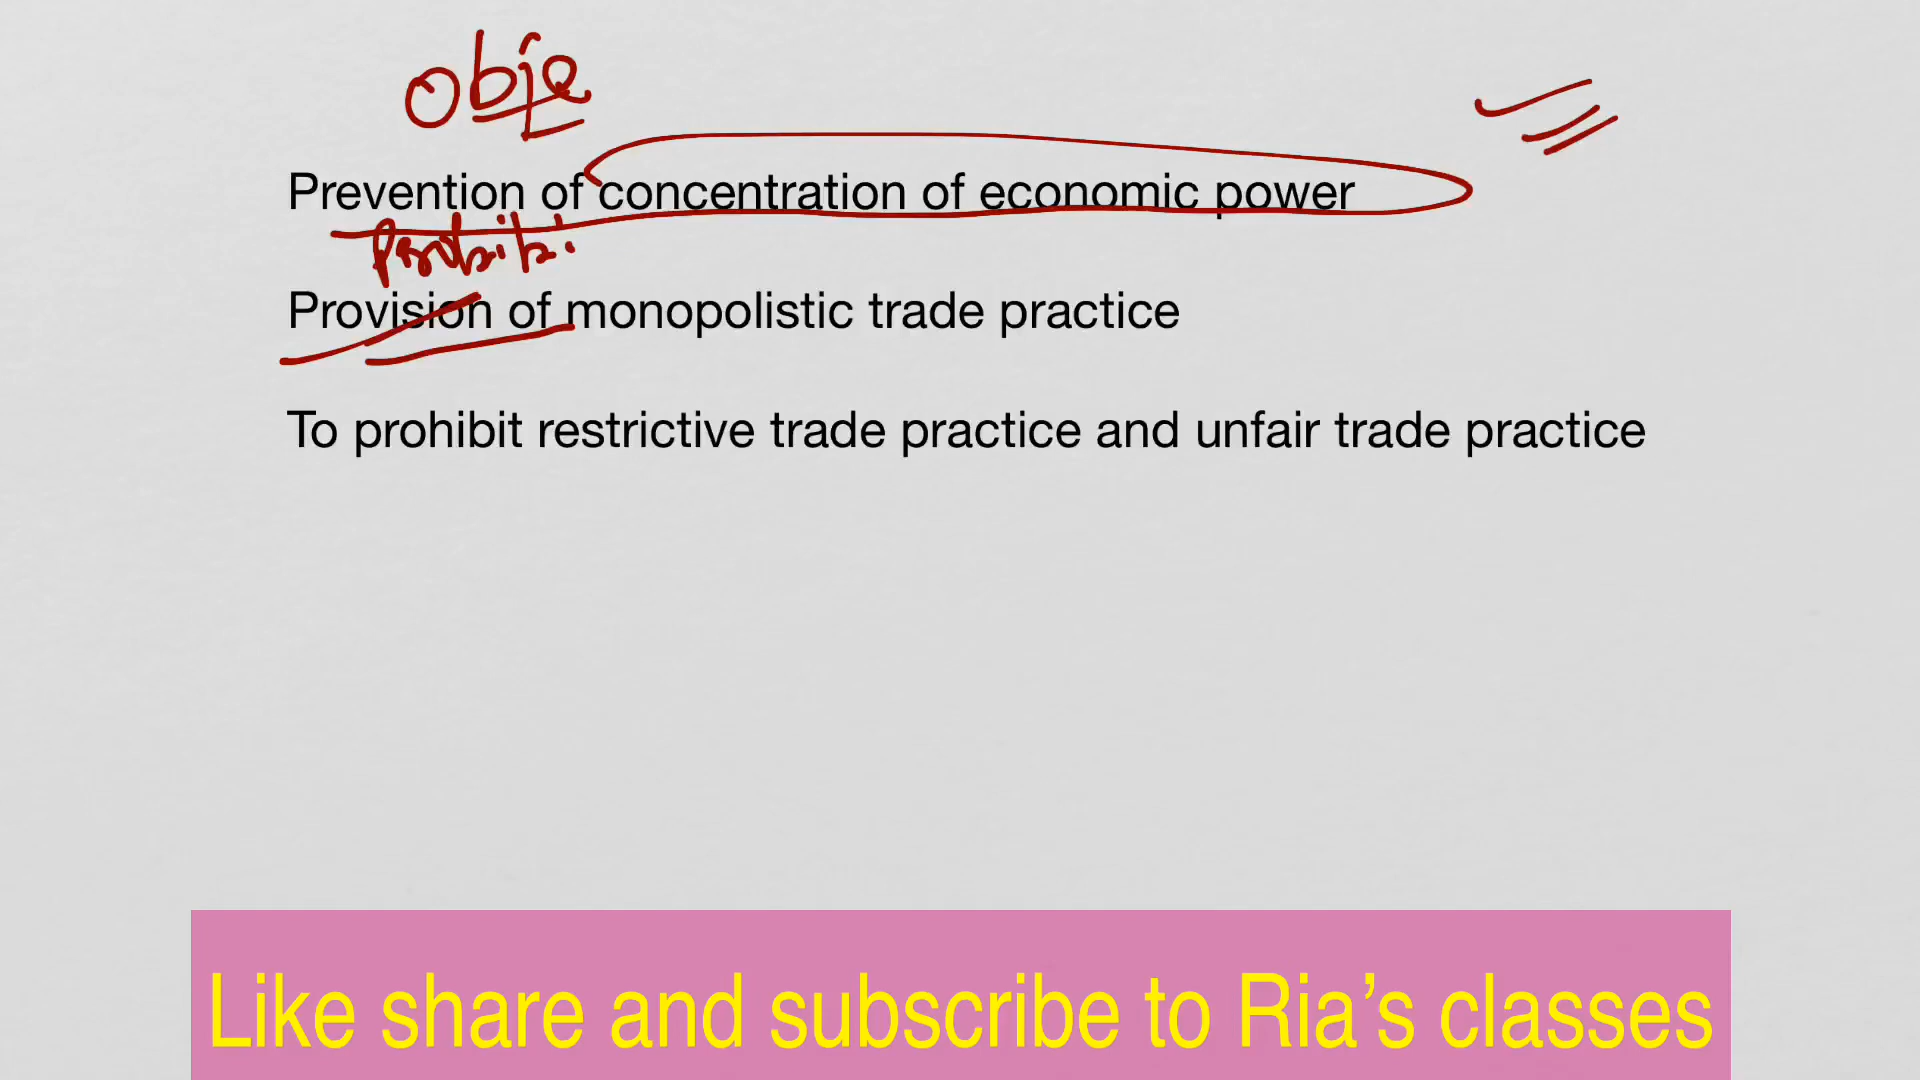 Obje
Prevention of concentration of economic power
Prohibi
Provision of monopolistic trade practice
To prohibit restrictive trade practice and unfair trade practice
Like share and subscribe to Ria’s classes